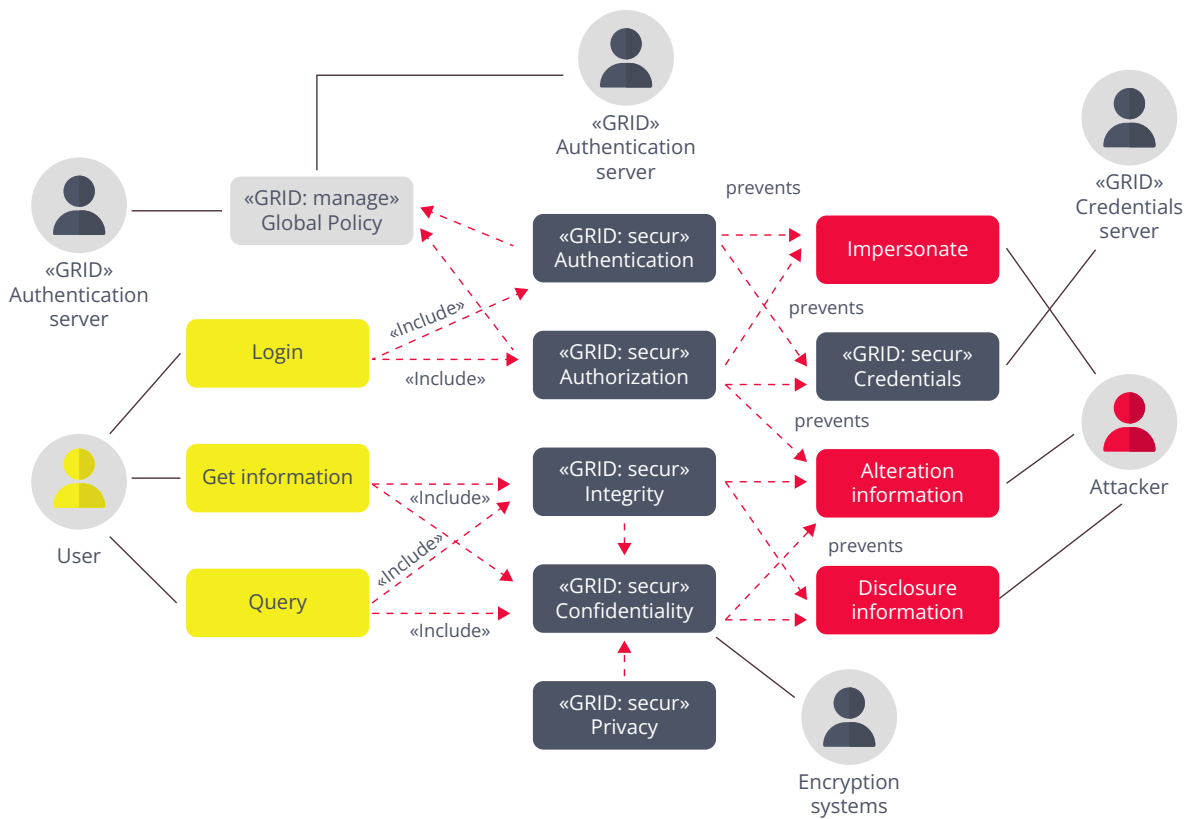 «GRID»
Authentication
server
prevents
«GRID»
Credentials
server
«GRID: manage»
Global Policy
«GRID»
Authentication
server
«GRID: secur»
Authentication
Impersonate
«Include»
prevents
Login
«Include»
«GRID: secur»
Authorization
«GRID: secur»
Credentials
prevents
Get information
«Include»
«GRID: secur»
Integrity
Alteration
information
Attacker
User
«Include»
prevents
Query
«Include»
«GRID: secur»
Confidentiality
Disclosure
information
«GRID: secur»
Privacy
Encryption
systems